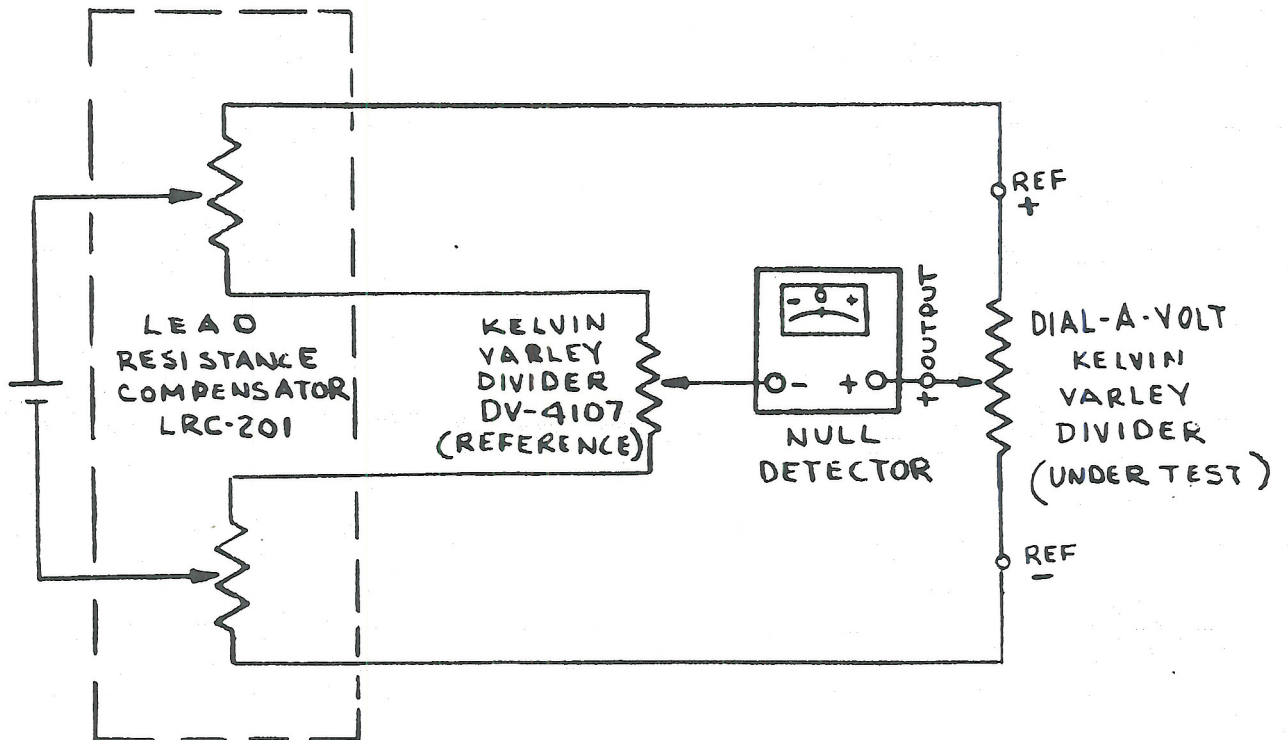 REF
+
LEAD
RESISTANCE
COMPENSATOR
LRC-201
KELVIN
VARLEY
DIVIDER
DV-4107
(REFERENCE)
- 0 +
- +
NULL
DETECTOR
+ OUTPUT
DIAL-A-VOLT
KELVIN
VARLEY
DIVIDER
(UNDER TEST)
REF
-